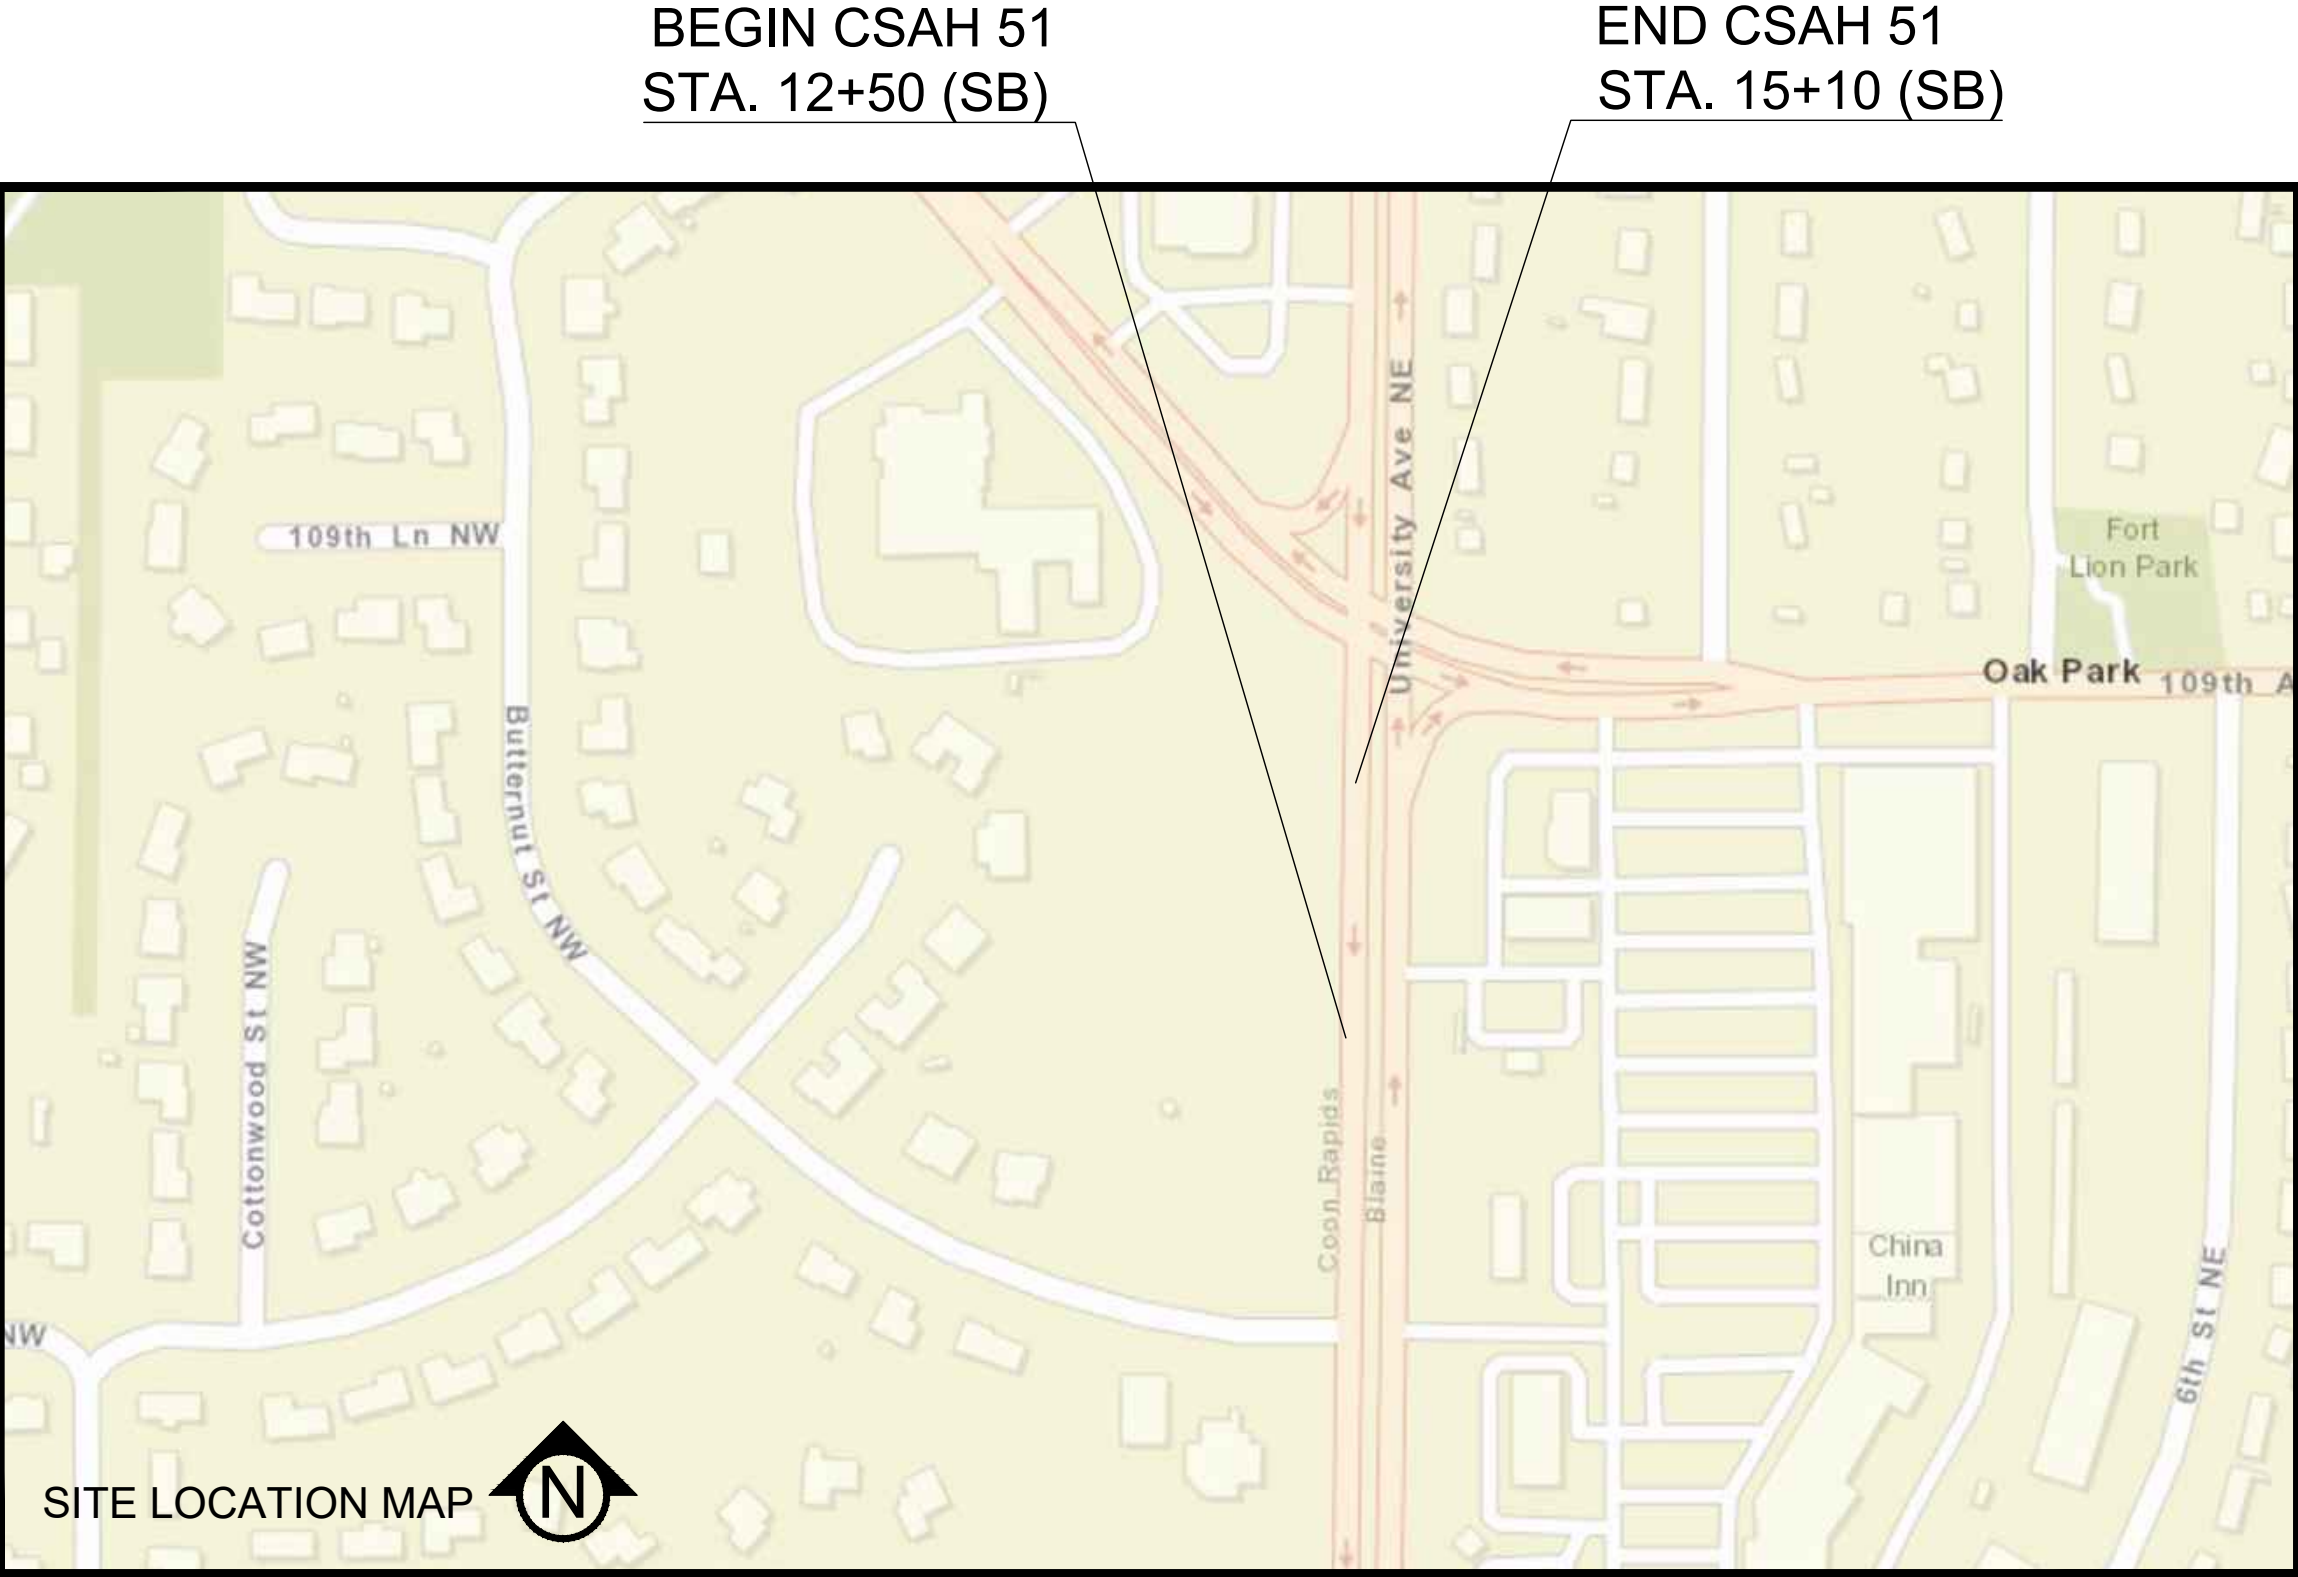 BEGIN CSAH 51
STA. 12+50 (SB)
END CSAH 51
STA. 15+10 (SB)
University Ave NE
109th Ln NW
Fort
Lion Park
Oak Park
109th A
Butternut St NW
Cottonwood St NW
Coon Rapids
Blaine
China
Inn
6th St NE
NW
SITE LOCATION MAP
N